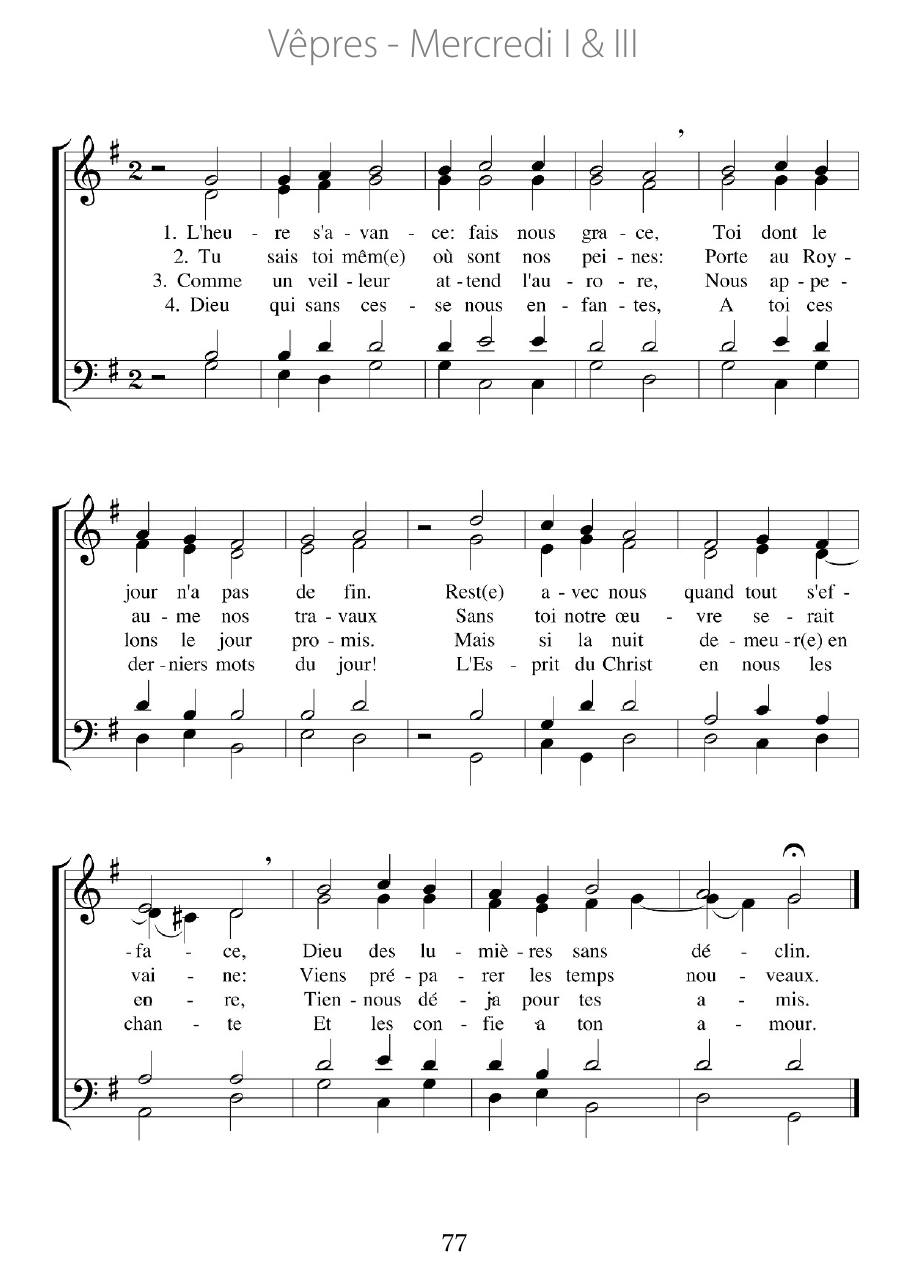 Vêpres - Mercredi I & III
2 1. L'heu - re s'a - van - ce: fais nous gra - ce, Toi dont le
2. Tu sais toi mêm(e) où sont nos pei - nes: Porte au Roy -
3. Comme un veil - leur at - tend l'au - ro - re, Nous ap - pe -
4. Dieu qui sans ces - se nous en - fan - tes, A toi ces
2
jour n'a pas de fin. Rest(e) a - vec nous quand tout s'ef -
au - me nos tra - vaux Sans toi notre œu - vre se - rait
lons le jour pro - mis. Mais si la nuit de - meu - r(e) en
der - niers mots du jour! L'Es - prit du Christ en nous les
- fa - ce, Dieu des lu - miè - res sans dé - clin.
vai - ne: Viens pré - pa - rer les temps nou - veaux.
en - re, Tien - nous dé - ja pour tes a - mis.
chan - te Et les con - fie a ton a - mour.
77